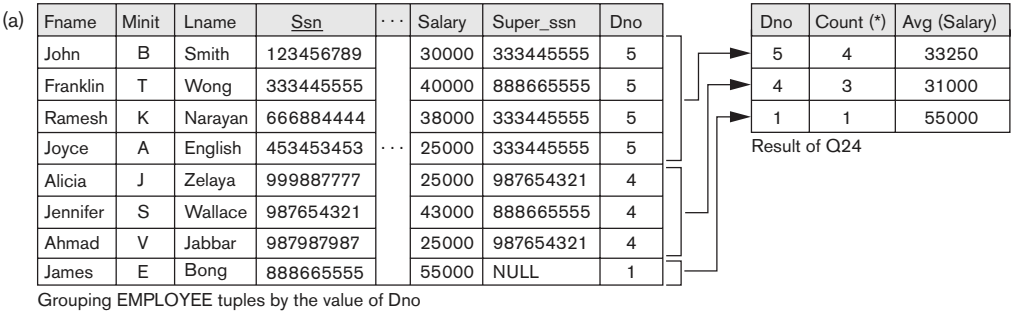 (a)
Fname Minit Lname Ssn · · · Salary Super_ssn Dno
John B Smith 123456789 30000 333445555 5
Franklin T Wong 333445555 40000 888665555 5
Ramesh K Narayan 666884444 38000 333445555 5
Joyce A English 453453453 · · · 25000 333445555 5
Alicia J Zelaya 999887777 25000 987654321 4
Jennifer S Wallace 987654321 43000 888665555 4
Ahmad V Jabbar 987987987 25000 987654321 4
James E Bong 888665555 55000 NULL 1
Grouping EMPLOYEE tuples by the value of Dno
Dno Count (*) Avg (Salary)
5 4 33250
4 3 31000
1 1 55000
Result of Q24